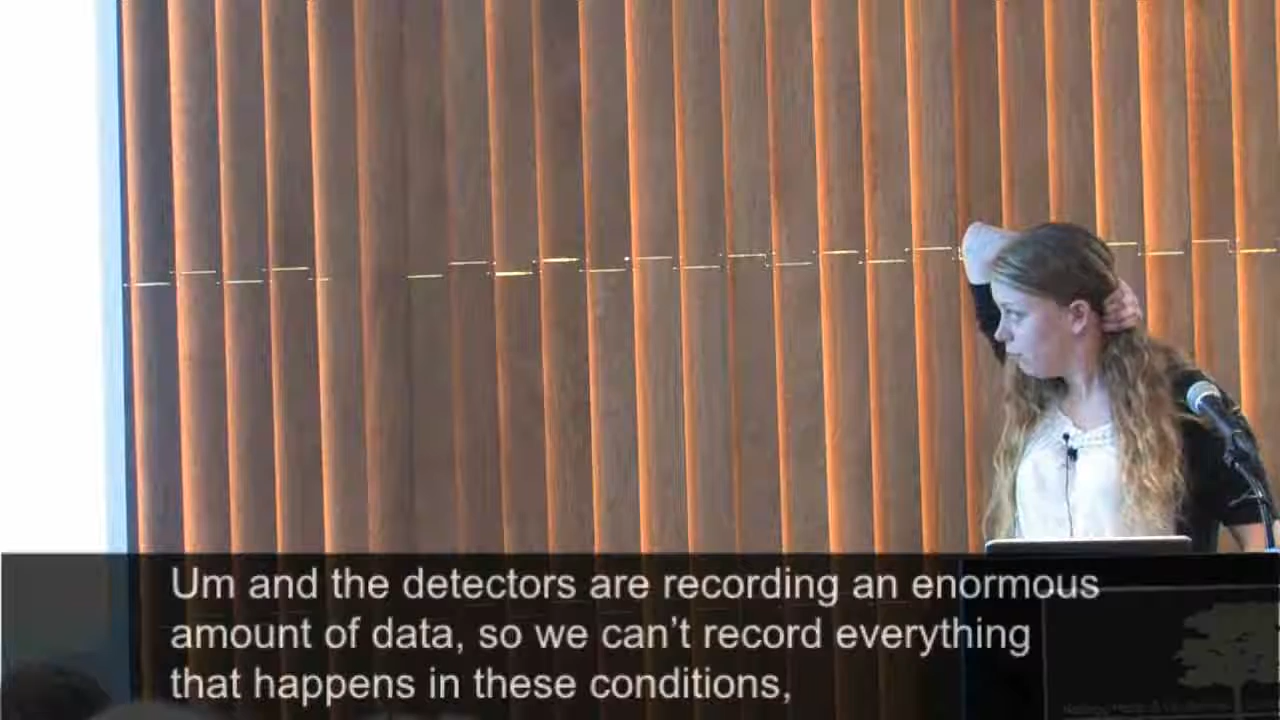 Um and the detectors are recording an enormous
amount of data, so we can't record everything
that happens in these conditions,